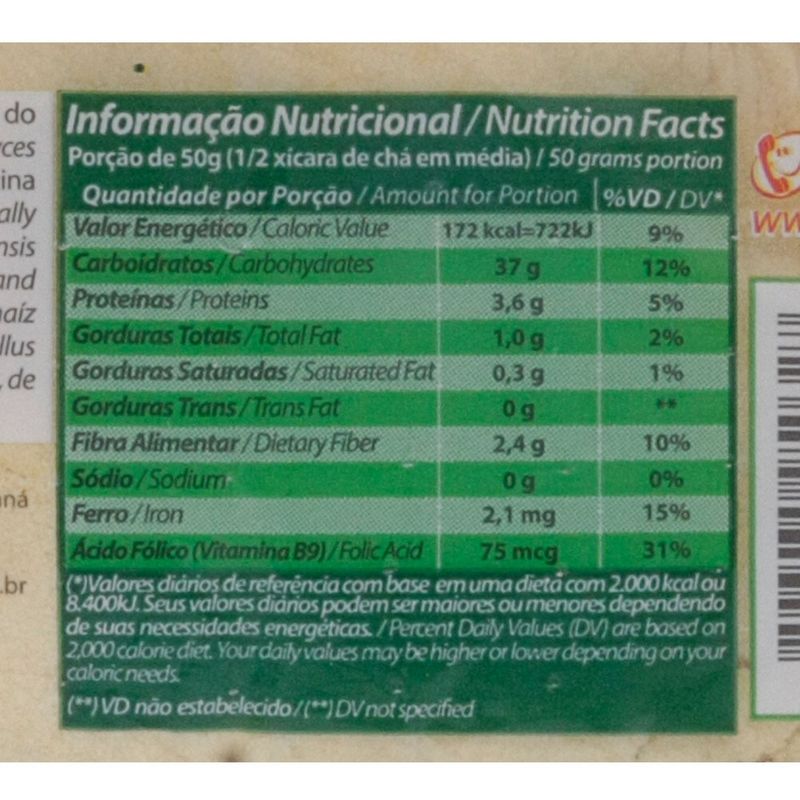 do
ces
ina
ally
nsis
and
naíz
llus
, de
ná
.br
Informação Nutricional / Nutrition Facts
Porção de 50g (1/2 xícara de chá em média) / 50 grams portion
Quantidade por Porção / Amount for Portion %VD / DV*
Valor Energético / Caloric Value 172 kcal=722kJ 9%
Carboidratos / Carbohydrates 37 g 12%
Proteínas / Proteins 3,6 g 5%
Gorduras Totais / Total Fat 1,0 g 2%
Gorduras Saturadas / Saturated Fat 0,3 g 1%
Gorduras Trans / Trans Fat 0 g **
Fibra Alimentar / Dietary Fiber 2,4 g 10%
Sódio / Sodium 0 g 0%
Ferro / Iron 2,1 mg 15%
Ácido Fólico (Vitamina B9) / Folic Acid 75 mcg 31%
(*)Valores diários de referência com base em uma dieta com 2.000 kcal ou
8.400kJ. Seus valores diários podem ser maiores ou menores dependendo
de suas necessidades energéticas. / Percent Daily Values (DV) are based on
2,000 calorie diet. Your daily values may be higher or lower depending on your
caloric needs.
(**) VD não estabelecido / (**) DV not specified
ww